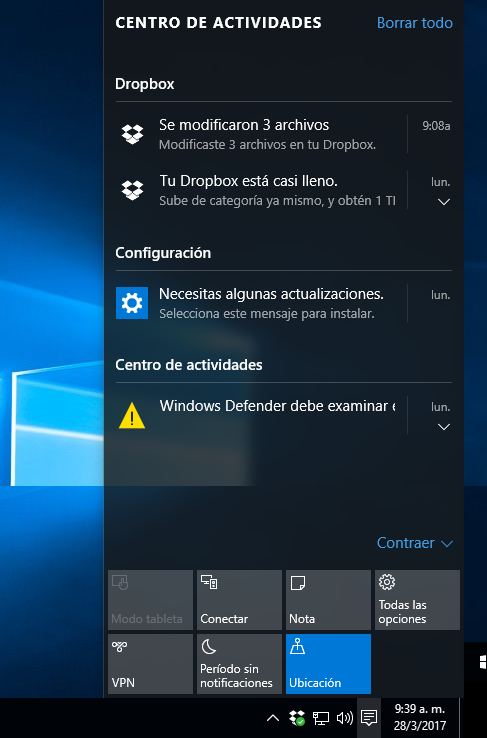 CENTRO DE ACTIVIDADES Borrar todo
Dropbox
Se modificaron 3 archivos 9:08a
Modificaste 3 archivos en tu Dropbox.
Tu Dropbox está casi lleno. lun.
Sube de categoría ya mismo, y obtén 1
Configuración
Necesitas algunas actualizaciones. lun.
Selecciona este mensaje para instalar.
Centro de actividades
Windows Defender debe examinar lun.
Contraer
Modo tableta
Conectar
Nota
Todas las
opciones
VPN
Período sin
notificaciones
Ubicación
9:39 a. m.
28/3/2017